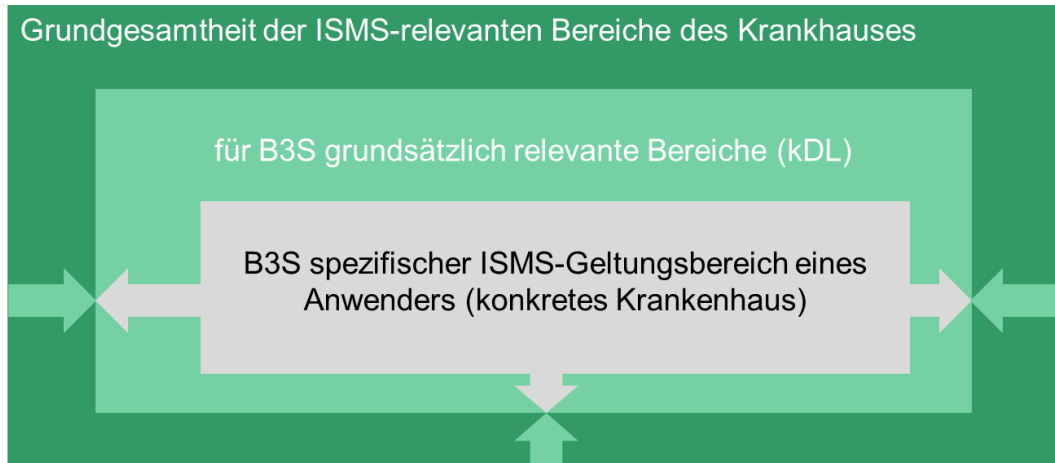 Grundgesamtheit der ISMS-relevanten Bereiche des Krankhauses
für B3S grundsätzlich relevante Bereiche (kDL)
B3S spezifischer ISMS-Geltungsbereich eines
Anwenders (konkretes Krankenhaus)